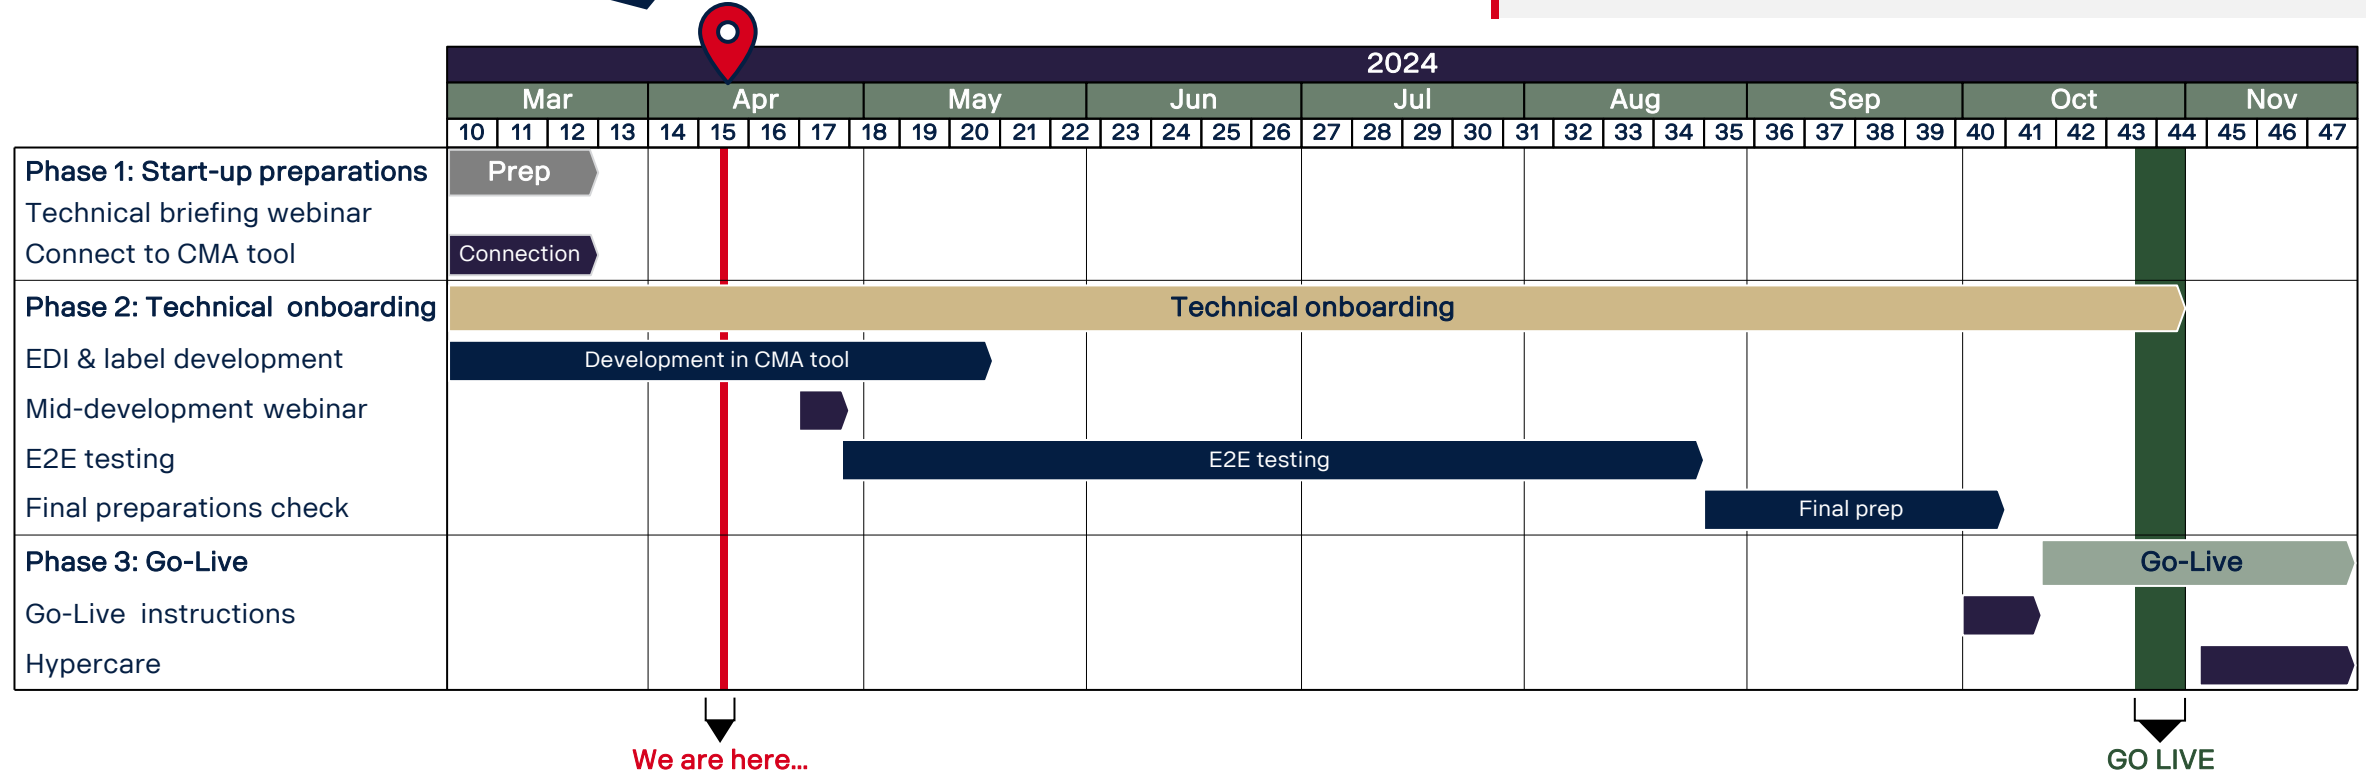 2024
Mar Apr May Jun Jul Aug Sep Oct Nov
10 11 12 13 14 15 16 17 18 19 20 21 22 23 24 25 26 27 28 29 30 31 32 33 34 35 36 37 38 39 40 41 42 43 44 45 46 47
Phase 1: Start-up preparations Prep
Technical briefing webinar
Connect to CMA tool Connection
Phase 2: Technical onboarding Technical onboarding
EDI & label development Development in CMA tool
Mid-development webinar
E2E testing E2E testing
Final preparations check Final prep
Phase 3: Go-Live Go-Live
Go-Live instructions
Hypercare
We are here... GO LIVE